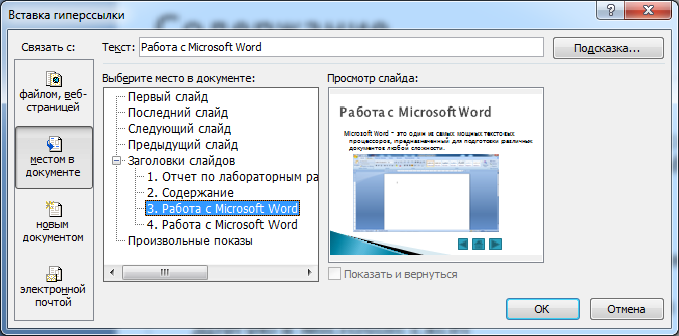 Вставка гиперссылки
Содержание
Связать с:
Текст:
Работа с Microsoft Word
Подсказка...
файлом, веб-
страницей
местом в
документе
новым
документом
электронной
почтой
Выберите место в документе:
Первый слайд
Последний слайд
Следующий слайд
Предыдущий слайд
Заголовки слайдов
1. Отчет по лабораторным ра
2. Содержание
3. Работа с Microsoft Word
4. Работа с Microsoft Word
Произвольные показы
Просмотр слайда:
Работа с Microsoft Word
Microsoft Word – это один из самых мощных текстовых
процессоров, предназначенный для подготовки различных
документов любой сложности.
Показать и вернуться
ОК
Отмена